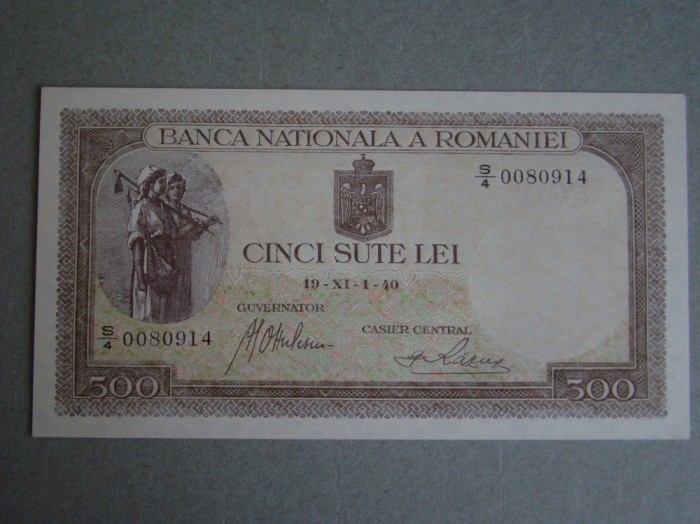 BANCA NATIONALA A ROMANIEI
S/4 0080914
CINCI SUTE LEI
19-XI-1-40
GUVERNATOR
CASIER CENTRAL
S/4 0080914
500
500